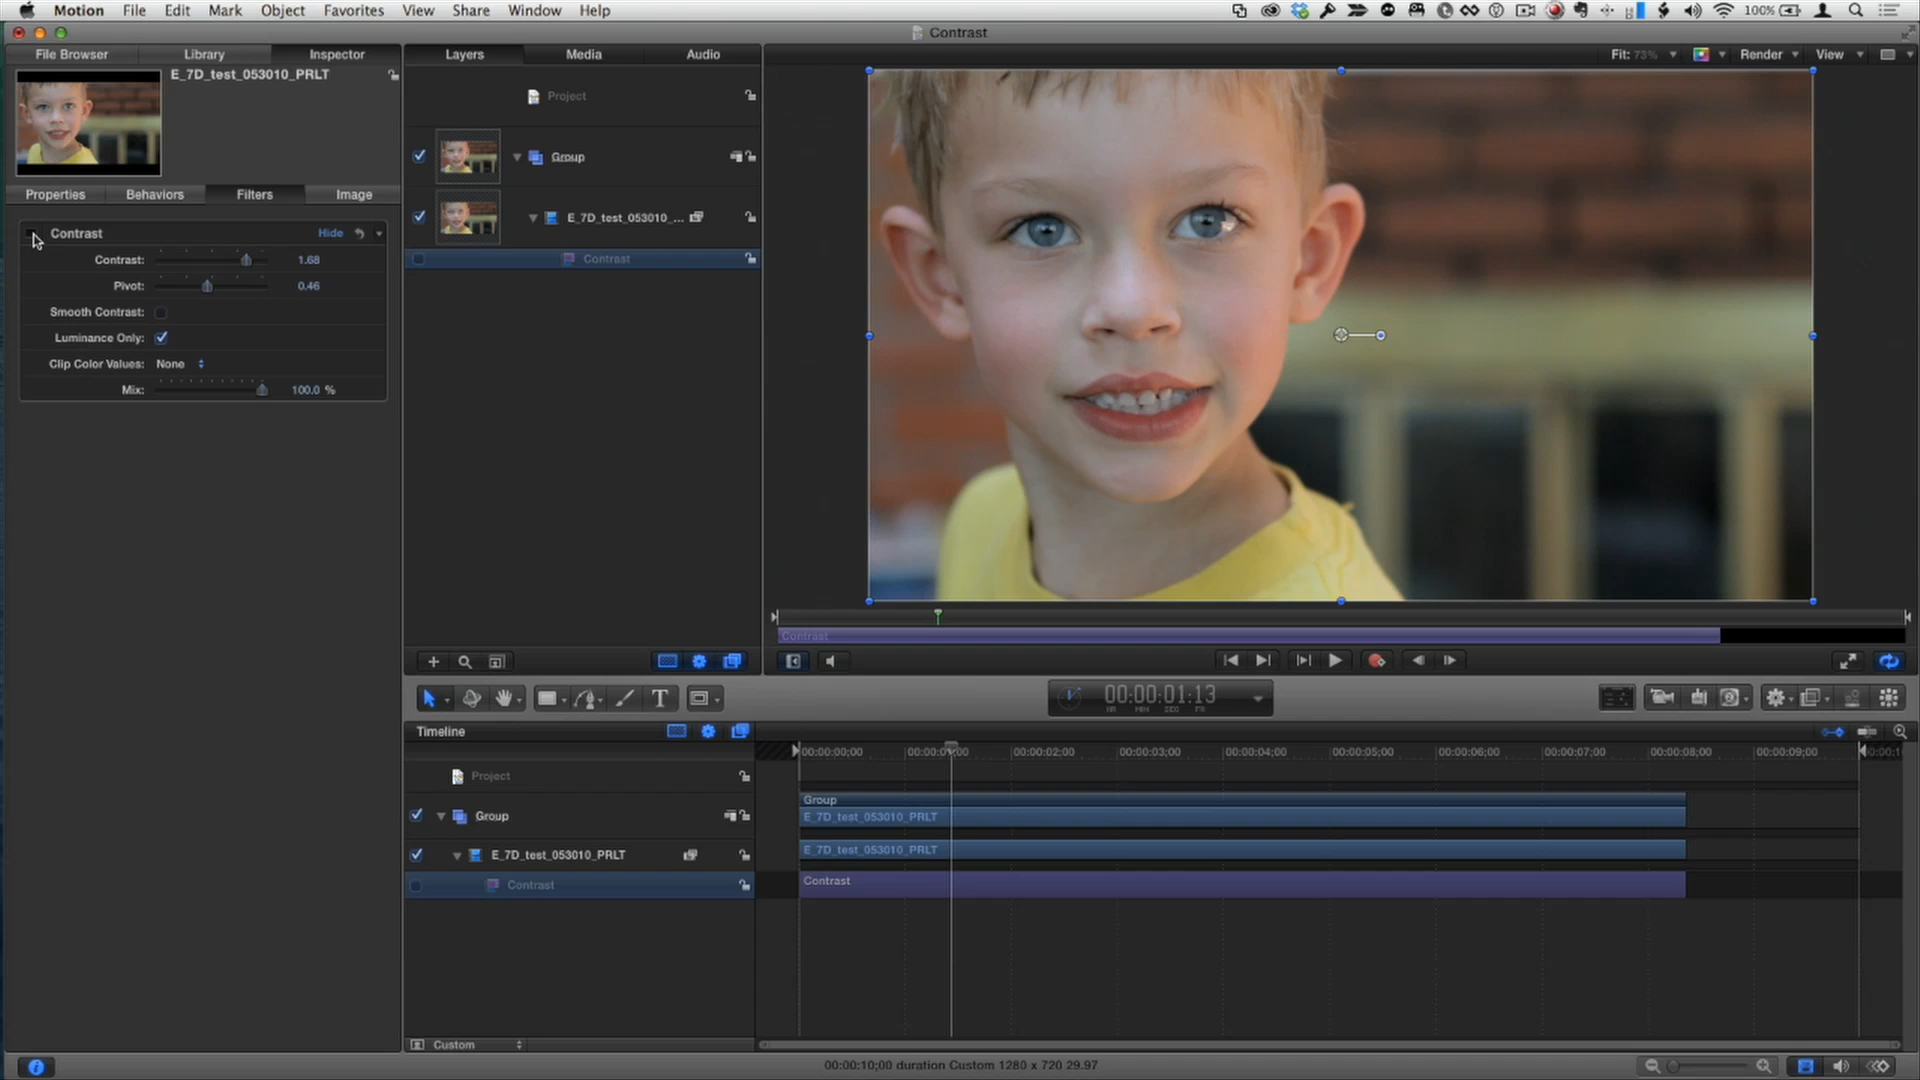 Motion File Edit Mark Object Favorites View Share Window Help 100%
Contrast
File Browser Library Inspector
E_7D_test_053010_PRLT
Properties Behaviors Filters Image
Contrast Hide
Contrast: 1.68
Pivot: 0.46
Smooth Contrast:
Luminance Only:
Clip Color Values: None
Mix: 100.0 %
Layers Media Audio
Project
Group
E_7D_test_053010_...
Contrast
Fit: 73% Render View
Contrast
T
00:00:01:13
HR MIN SEC FR
Timeline
Project
Group
E_7D_test_053010_PRLT
Contrast
00:00:00;00 00:00:02;00 00:00:03;00 00:00:04;00 00:00:05;00 00:00:06;00 00:00:07;00 00:00:08;00 00:00:09;00
Group
E_7D_test_053010_PRLT
E_7D_test_053010_PRLT
Contrast
Custom
00:00:10;00 duration Custom 1280 x 720 29.97